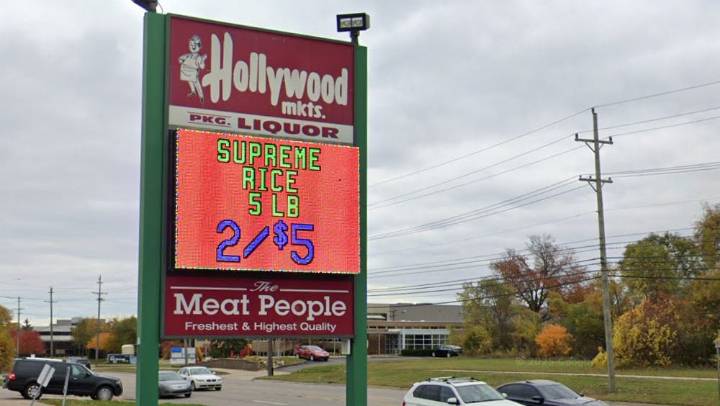 Hollywood
mkts.
PKG. LIQUOR
SUPREME
RICE
5 LB
2/$5
The
Meat People
Freshest & Highest Quality